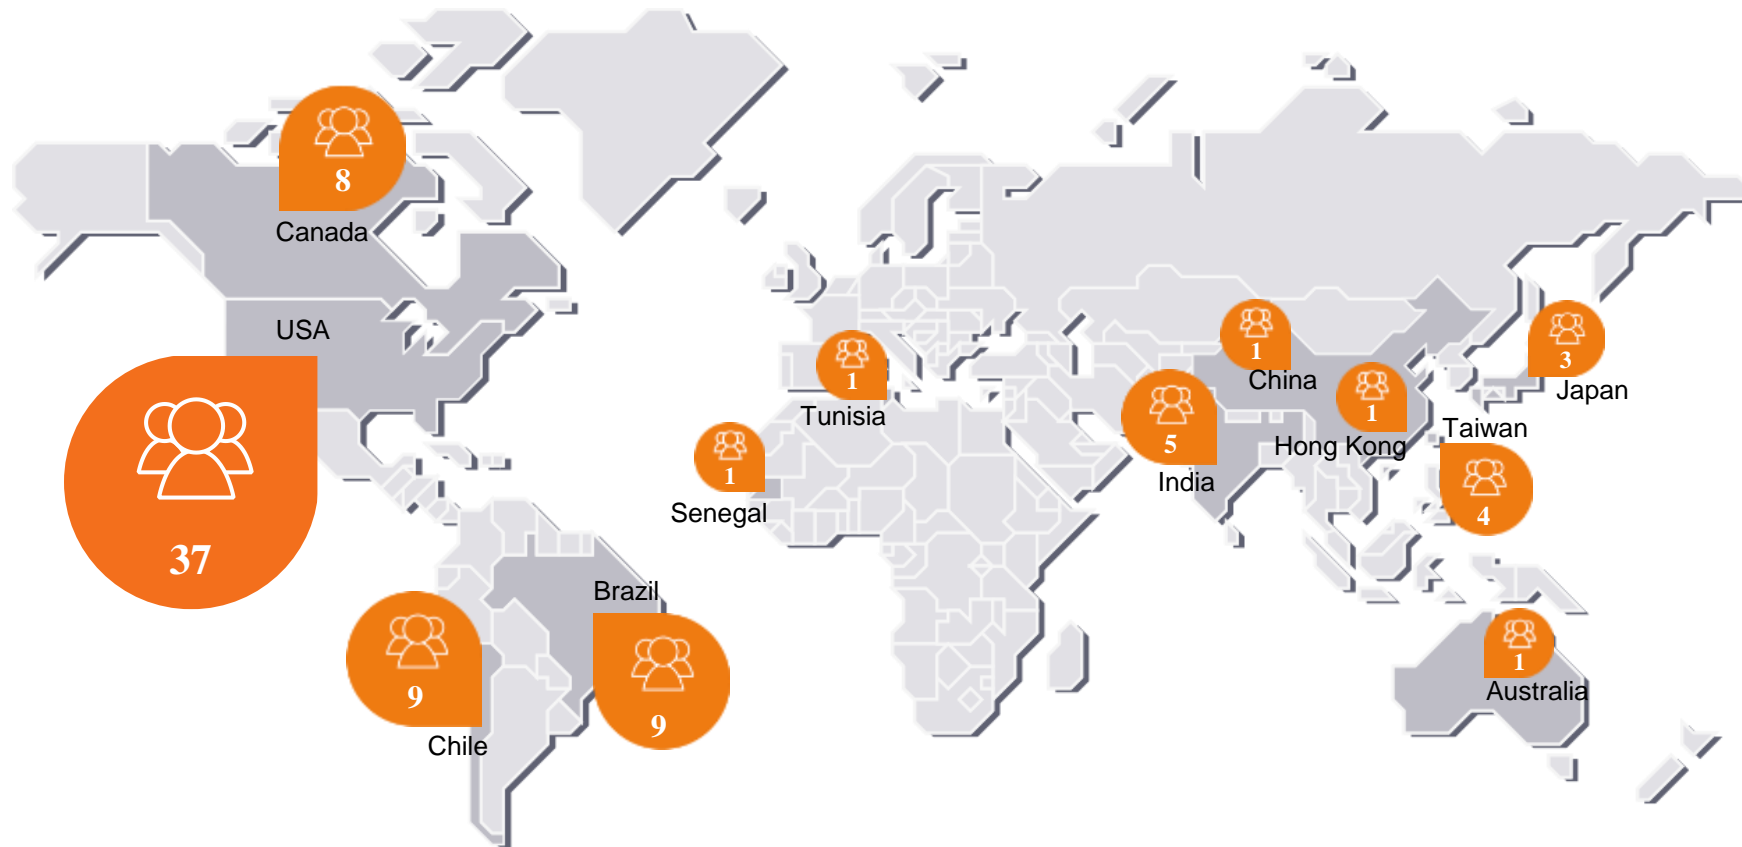 8
Canada
USA
37
9
Chile
Brazil
9
1
Tunisia
1
Senegal
1
China
5
India
1
Hong Kong
3
Japan
Taiwan
4
1
Australia